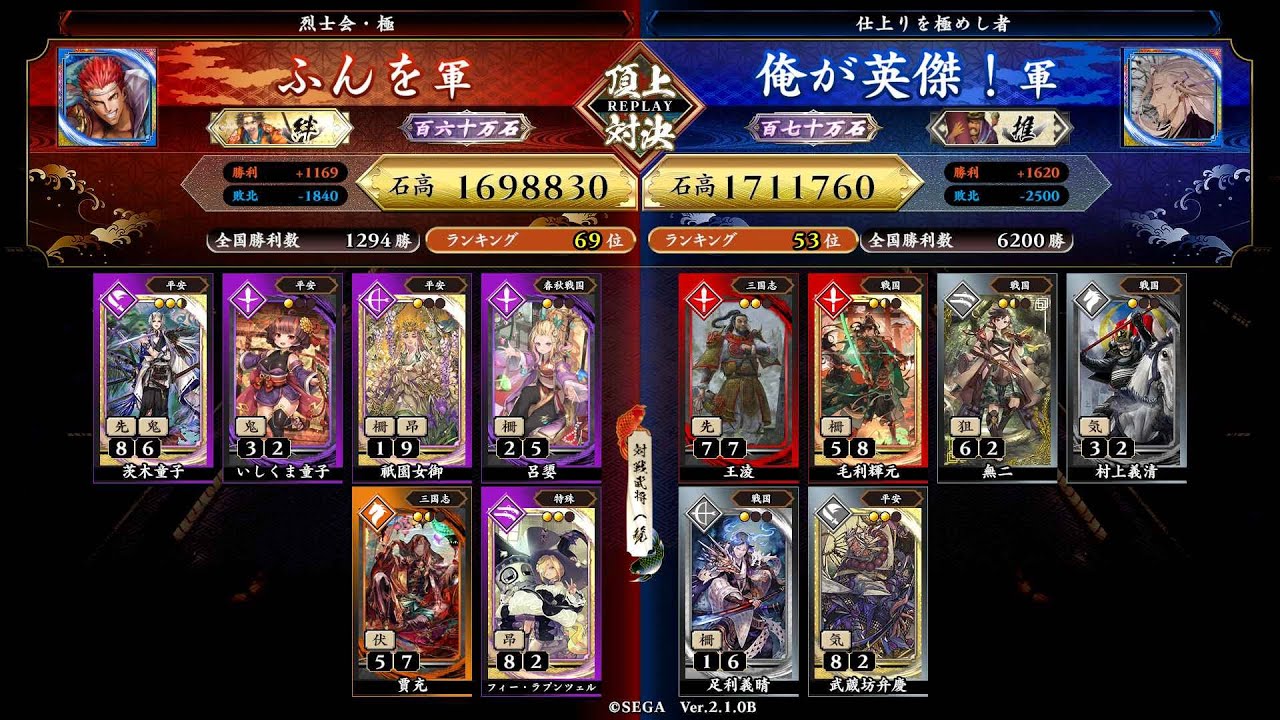 烈士会・極
仕上りを極めし者
ふんを軍
頂上
REPLAY
対決
俺が英傑！軍
絆
百六十万石
百七十万石
推
勝利 +1169
敗北 -1840
石高 1698830
石高 1711760
勝利 +1620
敗北 -2500
全国勝利数 1294勝
ランキング 69位
ランキング 53位
全国勝利数 6200勝
平安
先 鬼
8 6
茨木童子
平安
鬼
3 2
いしくま童子
平安
柵 昂
1 9
祇園女御
春秋戦国
柵
2 5
呂嬃
三国志
先
7 7
王淩
戦国
柵
5 8
毛利輝元
戦国
狙
6 2
無二
戦国
気
3 2
村上義清
対戦武将一覧
三国志
伏
5 7
賈充
特殊
昂
8 2
フィー・ラプンツェル
戦国
柵
1 6
足利義晴
平安
気
8 2
武蔵坊弁慶
©SEGA Ver.2.1.0B